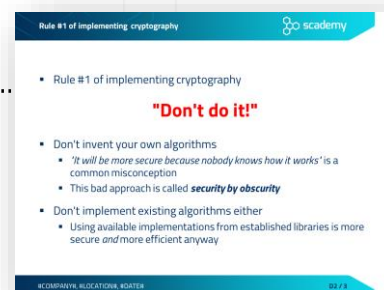 Rule #1 of implementing cryptography
scademy
Rule #1 of implementing cryptography
"Don't do it!"
Don't invent your own algorithms
"It will be more secure because nobody knows how it works" is a
common misconception
This bad approach is called security by obscurity
Don't implement existing algorithms either
Using available implementations from established libraries is more
secure and more efficient anyway
#COMPANY#, #LOCATION#, #DATE#
02 / 3